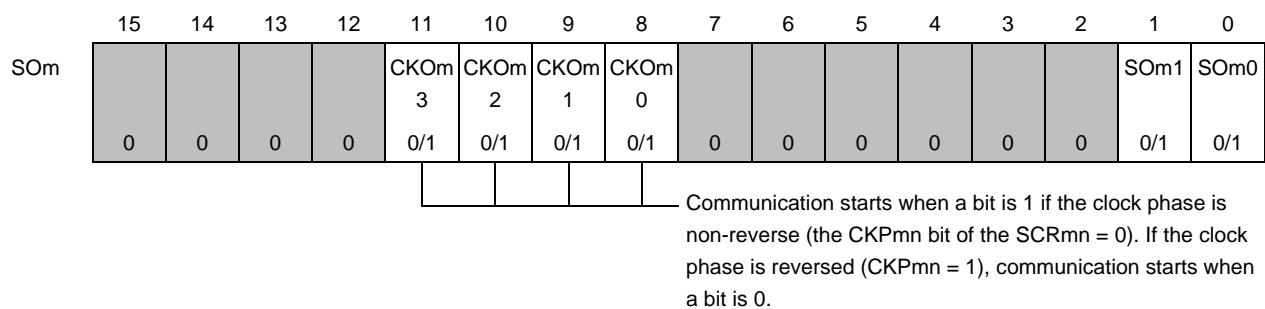 15 14 13 12 11 10 9 8 7 6 5 4 3 2 1 0
SOm CKOm CKOm CKOm CKOm SOm1 SOm0
3 2 1 0
0 0 0 0 0/1 0/1 0/1 0/1 0 0 0 0 0 0 0/1 0/1
Communication starts when a bit is 1 if the clock phase is
non-reverse (the CKPmn bit of the SCRmn = 0). If the clock
phase is reversed (CKPmn = 1), communication starts when
a bit is 0.